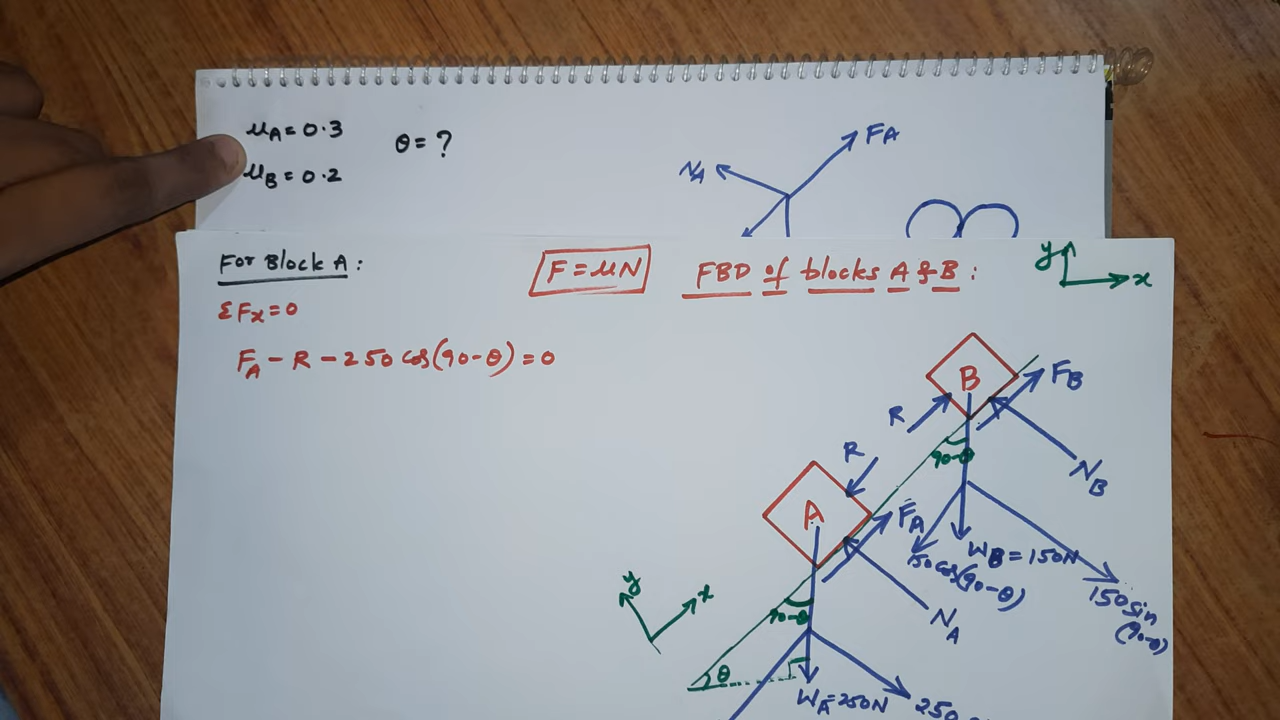 μA = 0.3
μB = 0.2
θ = ?
FA
NA
For Block A :
ΣFx = 0
FA - R - 250 cos(90-θ) = 0
F = μN
FBD of blocks A & B :
y
x
B
FB
R
90-θ
NB
R
A
FA
WB = 150N
150 cos(90-θ)
150 sin
(90-θ)
y
x
90-θ
NA
θ
WA = 250N
250